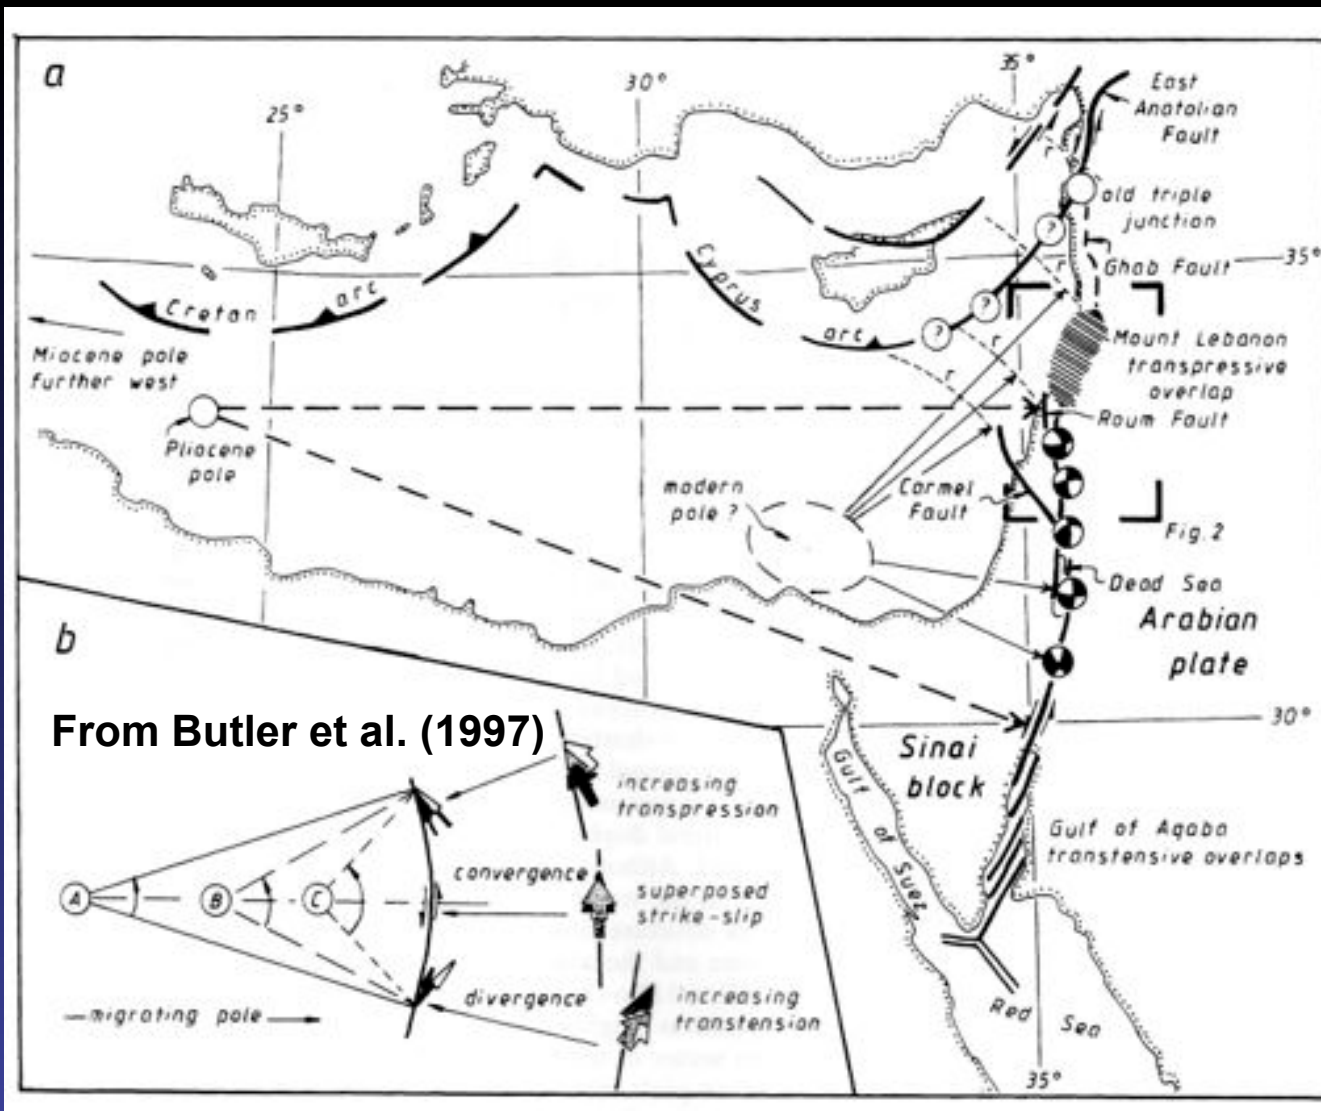 a
25°
30°
35°
East
Anatolian
Fault
old triple
junction
Ghab Fault
35°
Cretan
arc
Cyprus
arc
?
?
?
r
r
r
r
Miocene pole
further west
Mount Lebanon
transpressive
overlap
Roum Fault
Pliocene
pole
modern
pole ?
Carmel
Fault
Fig. 2
Dead Sea
Arabian
plate
30°
b
From Butler et al. (1997)
Sinai
block
Gulf
of
Suez
Gulf of Aqaba
transtensive overlaps
Red Sea
35°
increasing
transpression
convergence
superposed
strike-slip
A
B
C
divergence
increasing
transtension
migrating pole